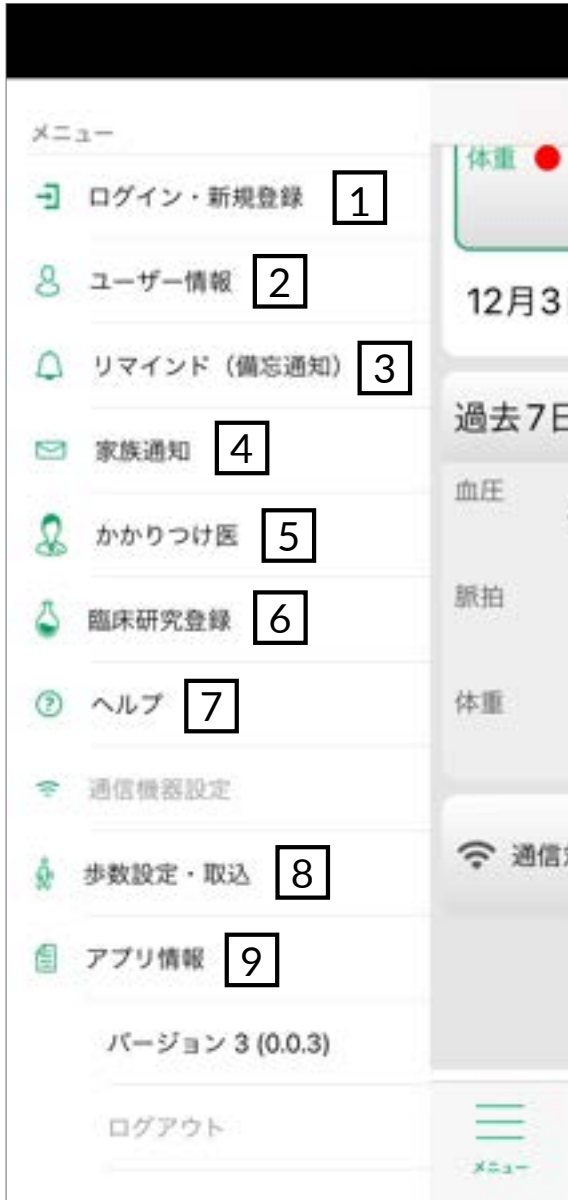 メニュー
体重
ログイン・新規登録 1
ユーザー情報 2
12月3
リマインド（備忘通知） 3
過去7日
家族通知 4
血圧
かかりつけ医 5
脈拍
臨床研究登録 6
ヘルプ 7
体重
通信機器設定
通信
歩数設定・取込 8
アプリ情報 9
バージョン 3 (0.0.3)
ログアウト
メニュー